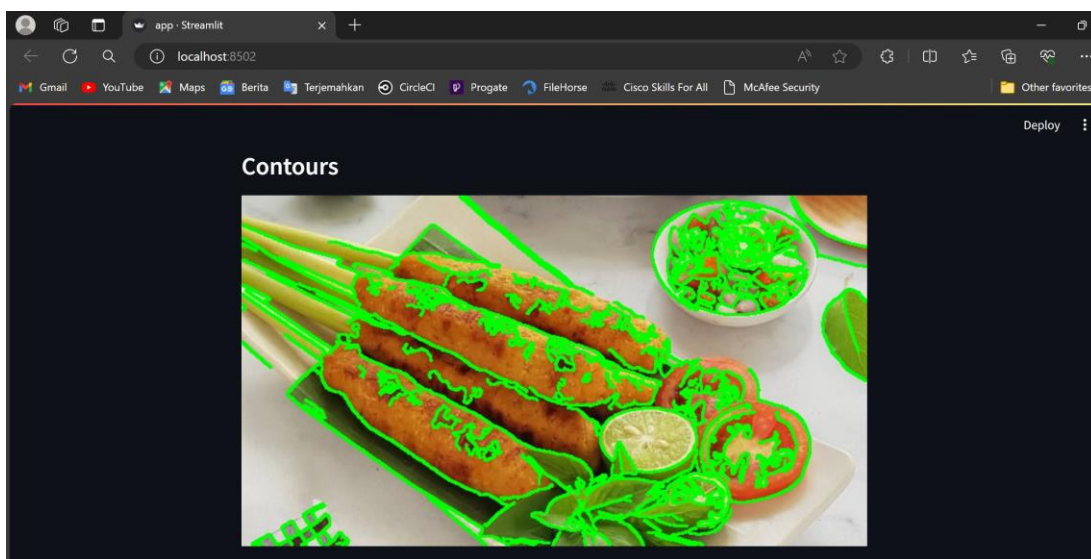 app · Streamlit
localhost:8502
Gmail YouTube Maps Berita Terjemahkan CircleCI Progate FileHorse Cisco Skills For All McAfee Security Other favorites
Deploy
Contours